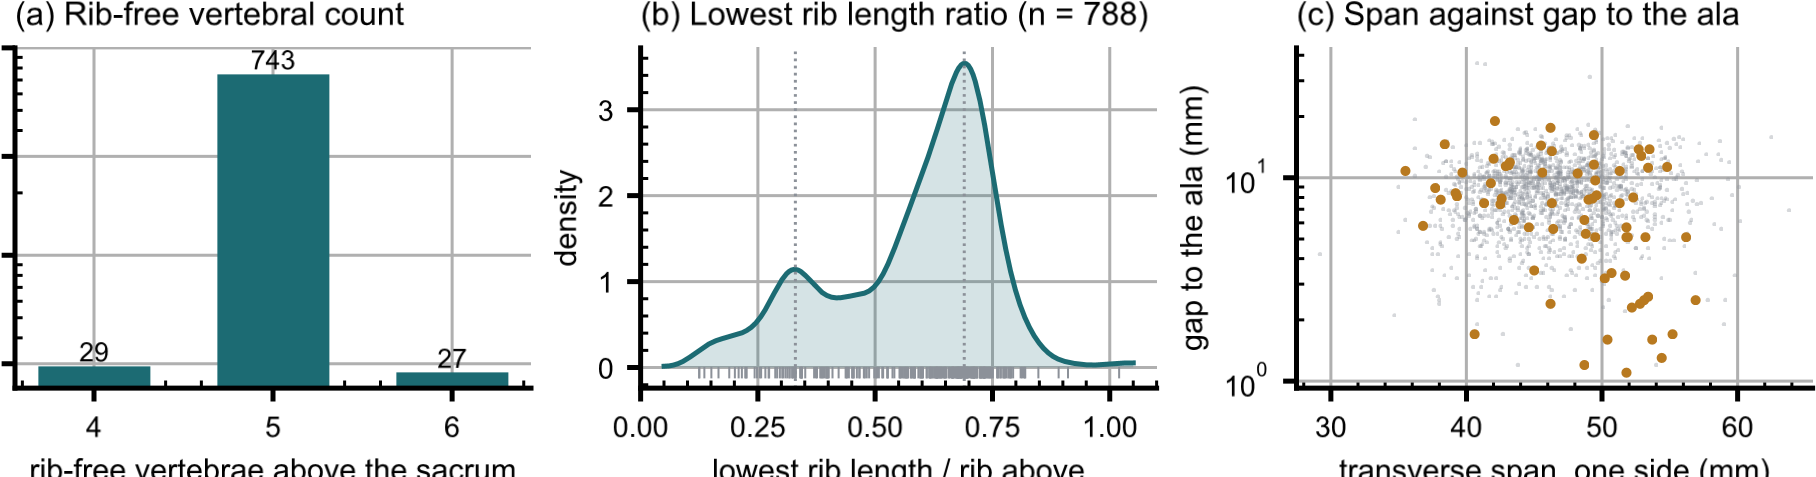 (a) Rib-free vertebral count
743
29
27
4 5 6
rib-free vertebrae above the sacrum
(b) Lowest rib length ratio (n = 788)
density
3
2
1
0
0.00 0.25 0.50 0.75 1.00
lowest rib length / rib above
(c) Span against gap to the ala
gap to the ala (mm)
10¹
10⁰
30 40 50 60
transverse span, one side (mm)